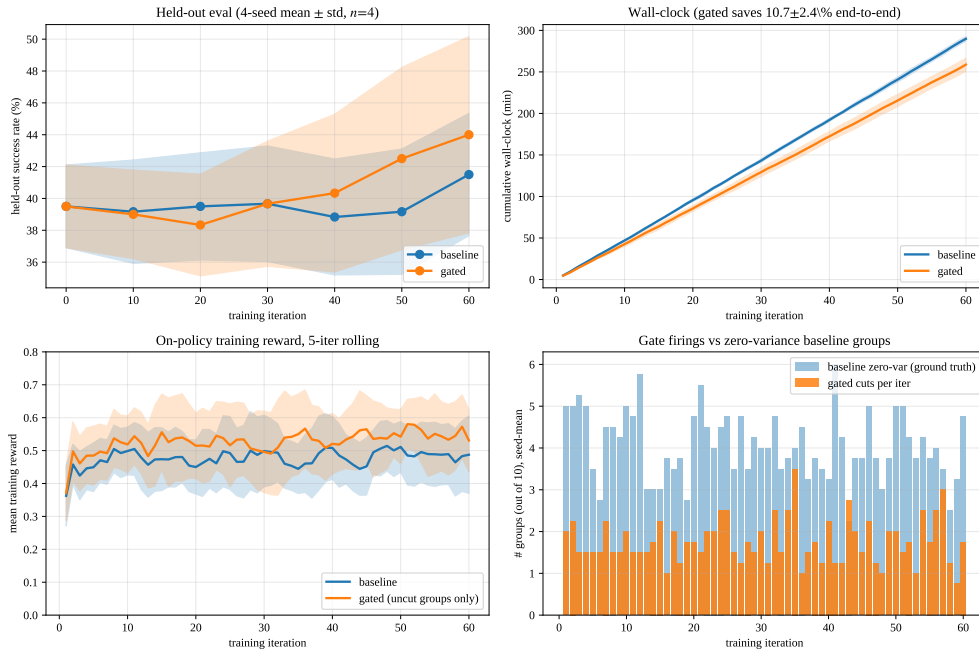 Held-out eval (4-seed mean ± std, n=4)
held-out success rate (%)
50
48
46
44
42
40
38
36
0
10
20
30
40
50
60
training iteration
baseline
gated
Wall-clock (gated saves 10.7±2.4\% end-to-end)
cumulative wall-clock (min)
300
250
200
150
100
50
0
0
10
20
30
40
50
60
training iteration
baseline
gated
On-policy training reward, 5-iter rolling
mean training reward
0.8
0.7
0.6
0.5
0.4
0.3
0.2
0.1
0.0
0
10
20
30
40
50
60
training iteration
baseline
gated (uncut groups only)
Gate firings vs zero-variance baseline groups
# groups (out of 10), seed-mean
6
5
4
3
2
1
0
0
10
20
30
40
50
60
training iteration
baseline zero-var (ground truth)
gated cuts per iter